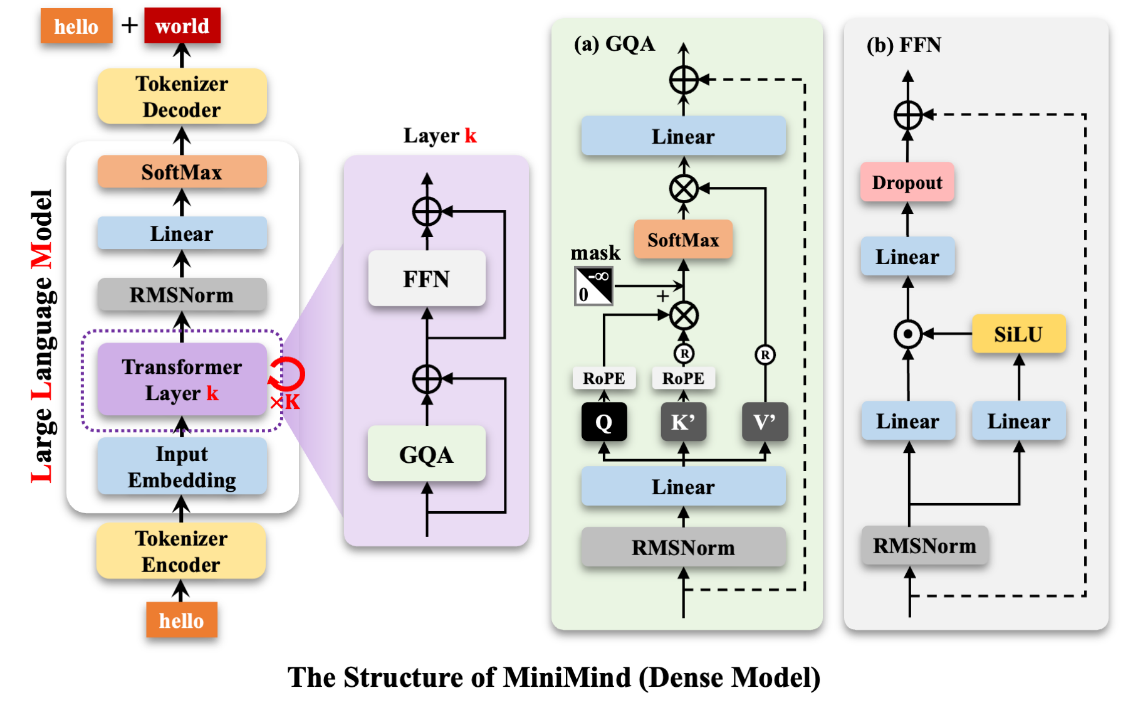 hello + world
Tokenizer
Decoder
SoftMax
Linear
RMSNorm
Transformer
Layer k
×K
Input
Embedding
Tokenizer
Encoder
hello
Large Language Model
Layer k
FFN
GQA
(a) GQA
Linear
SoftMax
mask
-∞
0
+
R
R
RoPE
RoPE
Q
K’
V’
Linear
RMSNorm
(b) FFN
Dropout
Linear
SiLU
Linear
Linear
RMSNorm
The Structure of MiniMind (Dense Model)